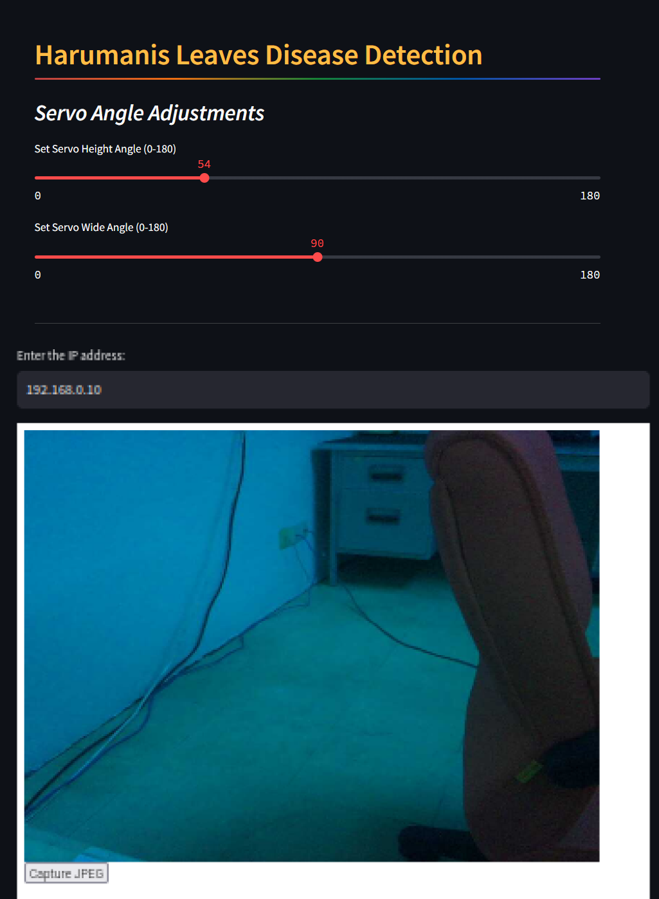 Harumanis Leaves Disease Detection
Servo Angle Adjustments
Set Servo Height Angle (0-180)
54
0 180
Set Servo Wide Angle (0-180)
90
0 180
Enter the IP address:
192.168.0.10
Capture JPEG